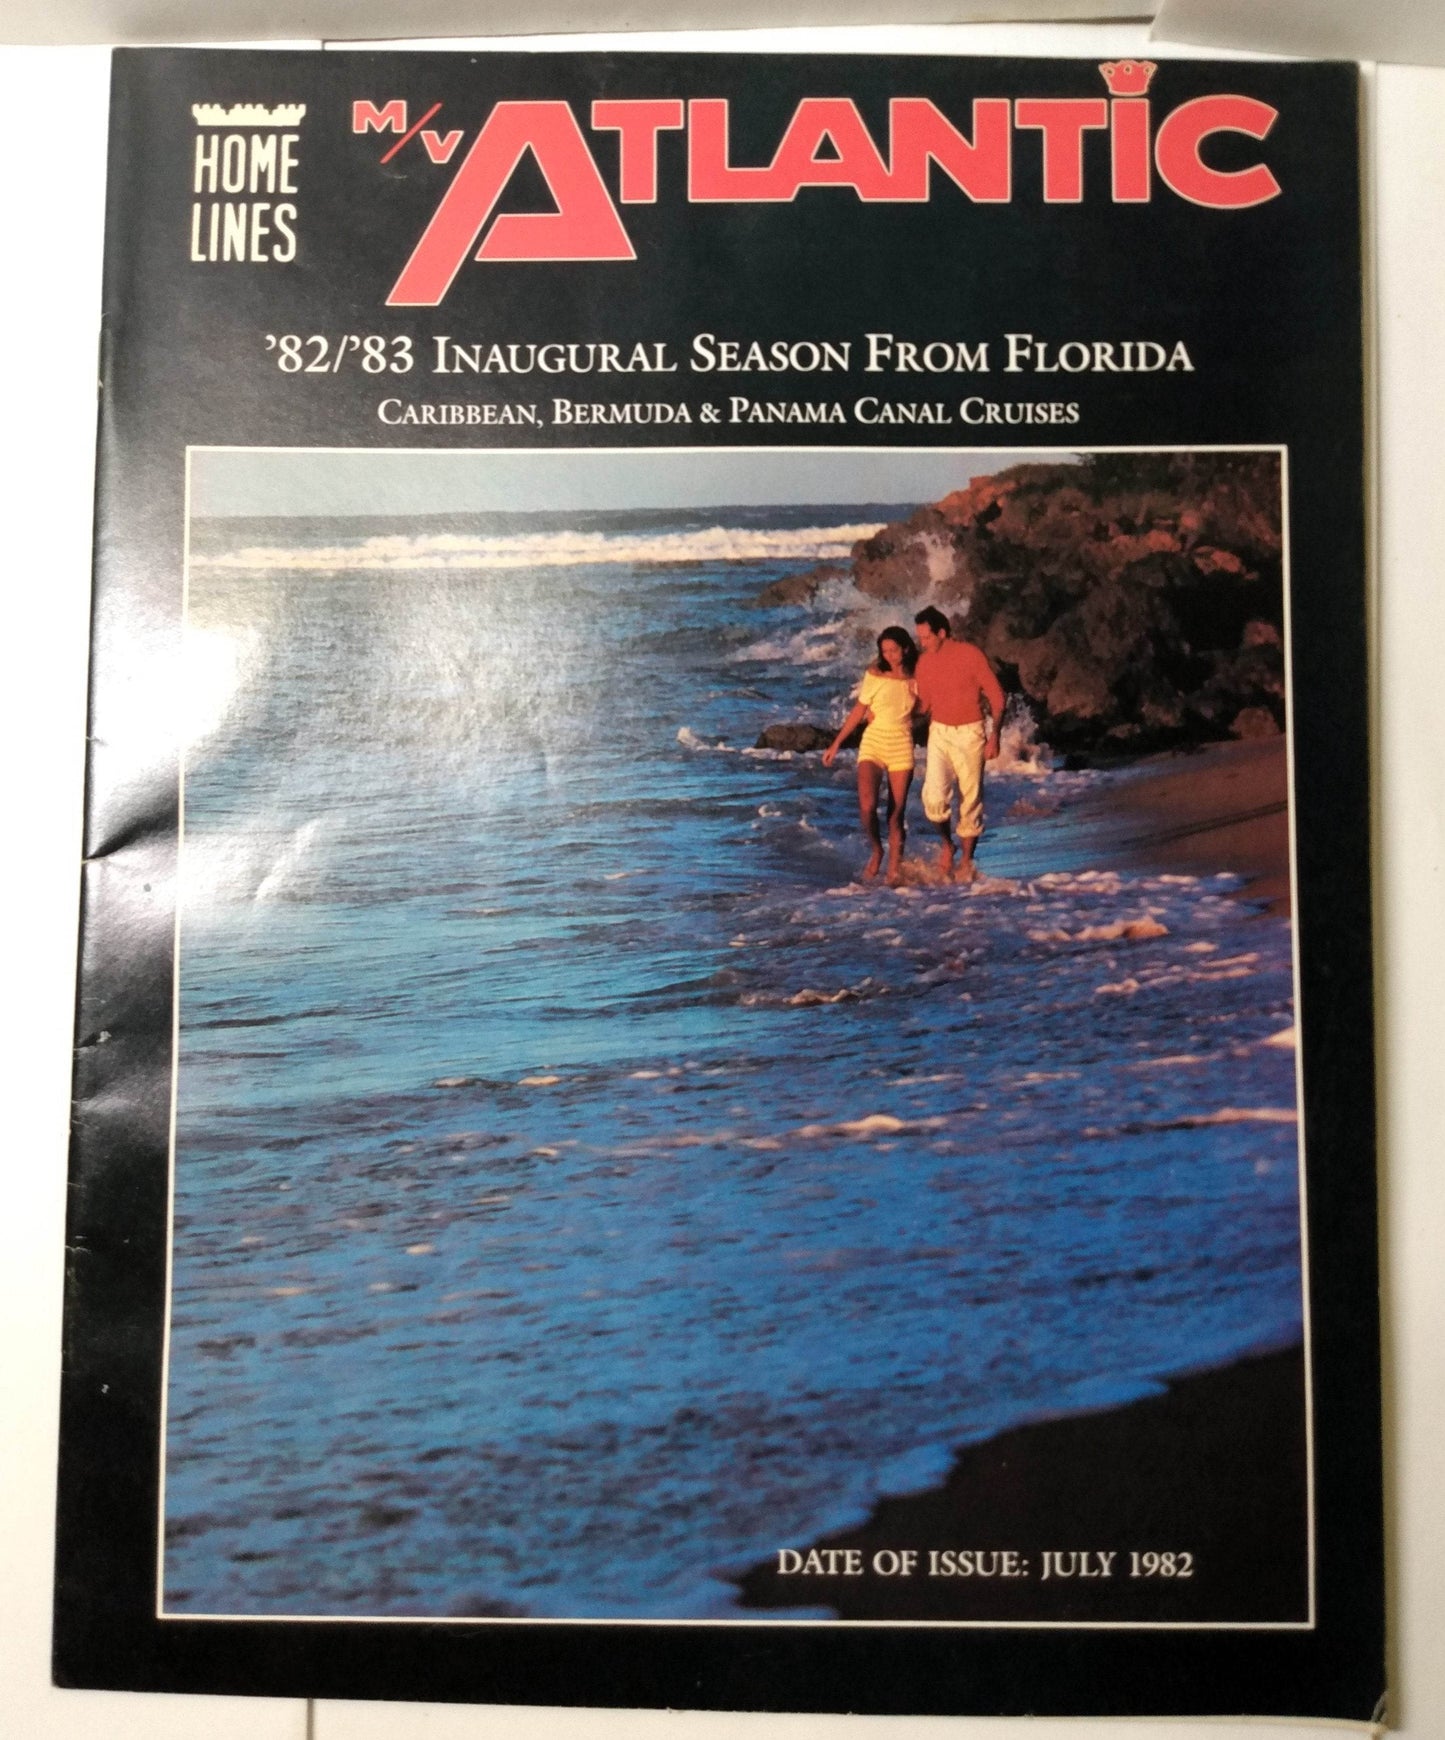 HOME
LINES
M/V ATLANTIC
’82/’83 INAUGURAL SEASON FROM FLORIDA
CARIBBEAN, BERMUDA & PANAMA CANAL CRUISES
DATE OF ISSUE: JULY 1982